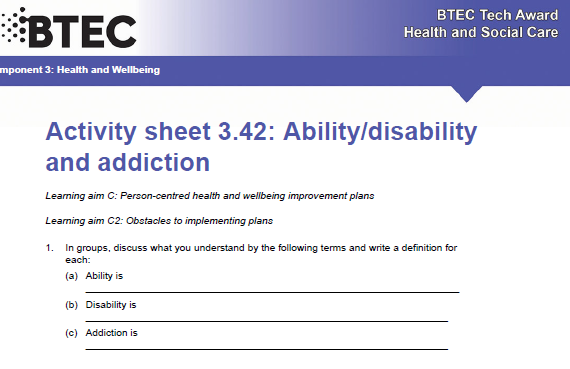 BTEC
BTEC Tech Award
Health and Social Care
mponent 3: Health and Wellbeing
Activity sheet 3.42: Ability/disability
and addiction
Learning aim C: Person-centred health and wellbeing improvement plans
Learning aim C2: Obstacles to implementing plans
1. In groups, discuss what you understand by the following terms and write a definition for
each:
(a) Ability is
(b) Disability is
(c) Addiction is